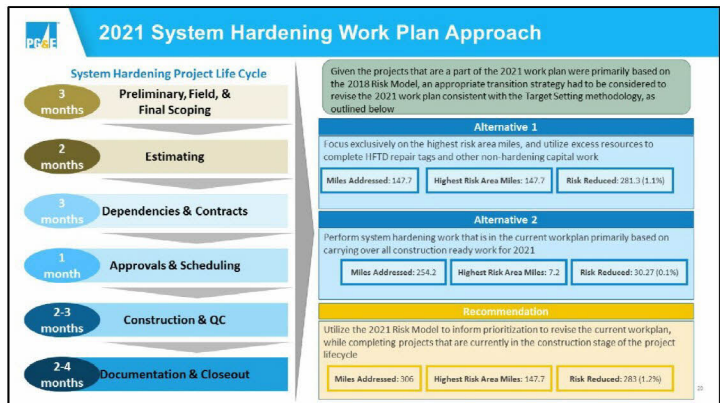 PG&E
2021 System Hardening Work Plan Approach
System Hardening Project Life Cycle
3
months
Preliminary, Field, &
Final Scoping
2
months
Estimating
3
months
Dependencies & Contracts
1
month
Approvals & Scheduling
2-3
months
Construction & QC
2-4
months
Documentation & Closeout
Given the projects that are a part of the 2021 work plan were primarily based on
the 2018 Risk Model, an appropriate transition strategy had to be considered to
revise the 2021 work plan consistent with the Target Setting methodology, as
outlined below
Alternative 1
Focus exclusively on the highest risk area miles, and utilize excess resources to
complete HFTD repair tags and other non-hardening capital work
Miles Addressed: 147.7
Highest Risk Area Miles: 147.7
Risk Reduced: 281.9 (1.1%)
Alternative 2
Perform system hardening work that is in the current workplan primarily based on
carrying over all construction ready work for 2021
Miles Addressed: 254.2
Highest Risk Area Miles: 7.2
Risk Reduced: 30.27 (0.1%)
Recommendation
Utilize the 2021 Risk Model to inform prioritization to revise the current workplan,
while completing projects that are currently in the construction stage of the project
lifecycle
Miles Addressed: 306
Highest Risk Area Miles: 147.7
Risk Reduced: 283 (1.2%)